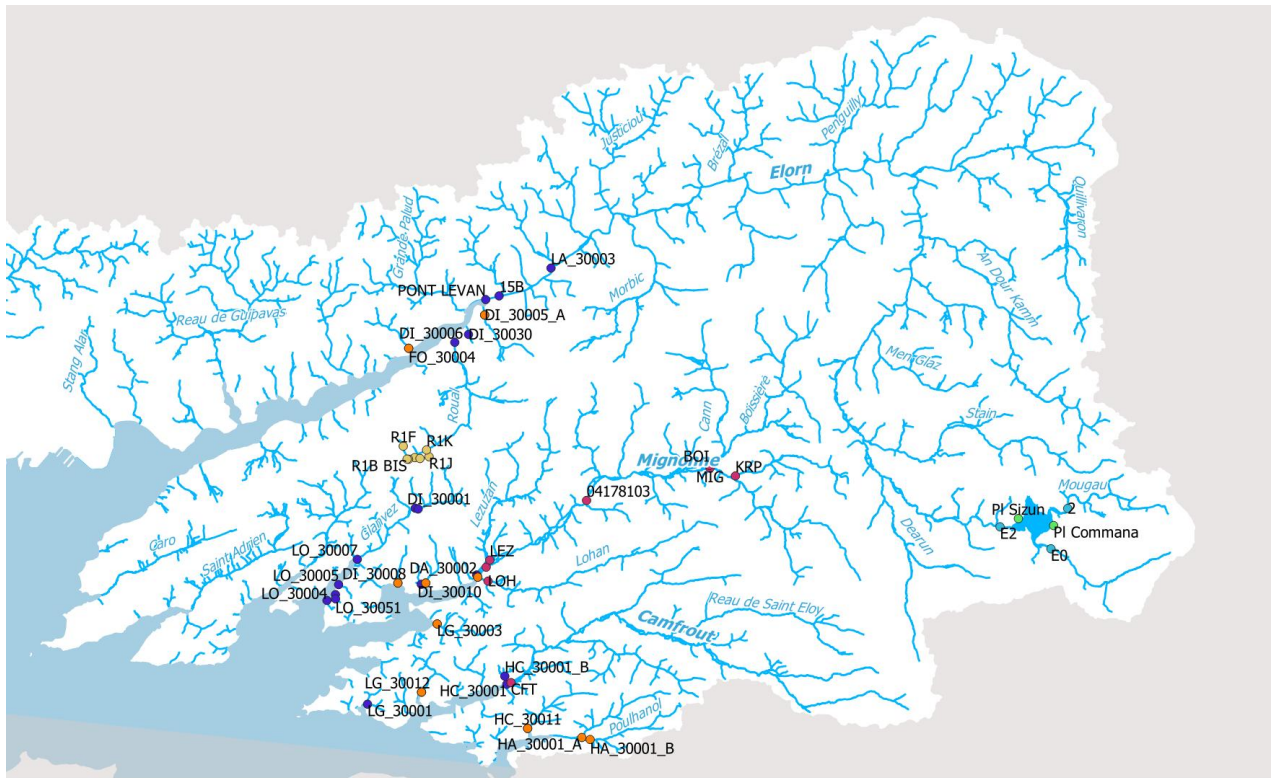 Justiciou
Brézal
Penguilly
Elorn
Quillivaron
Grande-Palud
An Dour Kamm
LA_30003
Morbic
PONT LEVAN
15B
Reau de Guipavas
DI_30005_A
Stang Alar
DI_30006
DI_30030
FO_30004
Men Glaz
Roual
Cann
Boissière
Stain
R1F
R1K
R1B BIS
R1J
BOI
Mignonne
MIG
KRP
04178103
Mougau
DI_30001
Lezuzan
Glanvez
Pl Sizun
2
E2
Pl Commana
Dearun
Caro
Saint Adrien
LO_30007
LEZ
Lohan
E0
LO_30005
DI_30008
DA_30002
LOH
LO_30004
DI_30010
LO_30051
Reau de Saint Eloy
LG_30003
Camfrout
HC_30001_B
LG_30012
HC_30001
CFT
LG_30001
HC_30011
Poulhanol
HA_30001_A
HA_30001_B